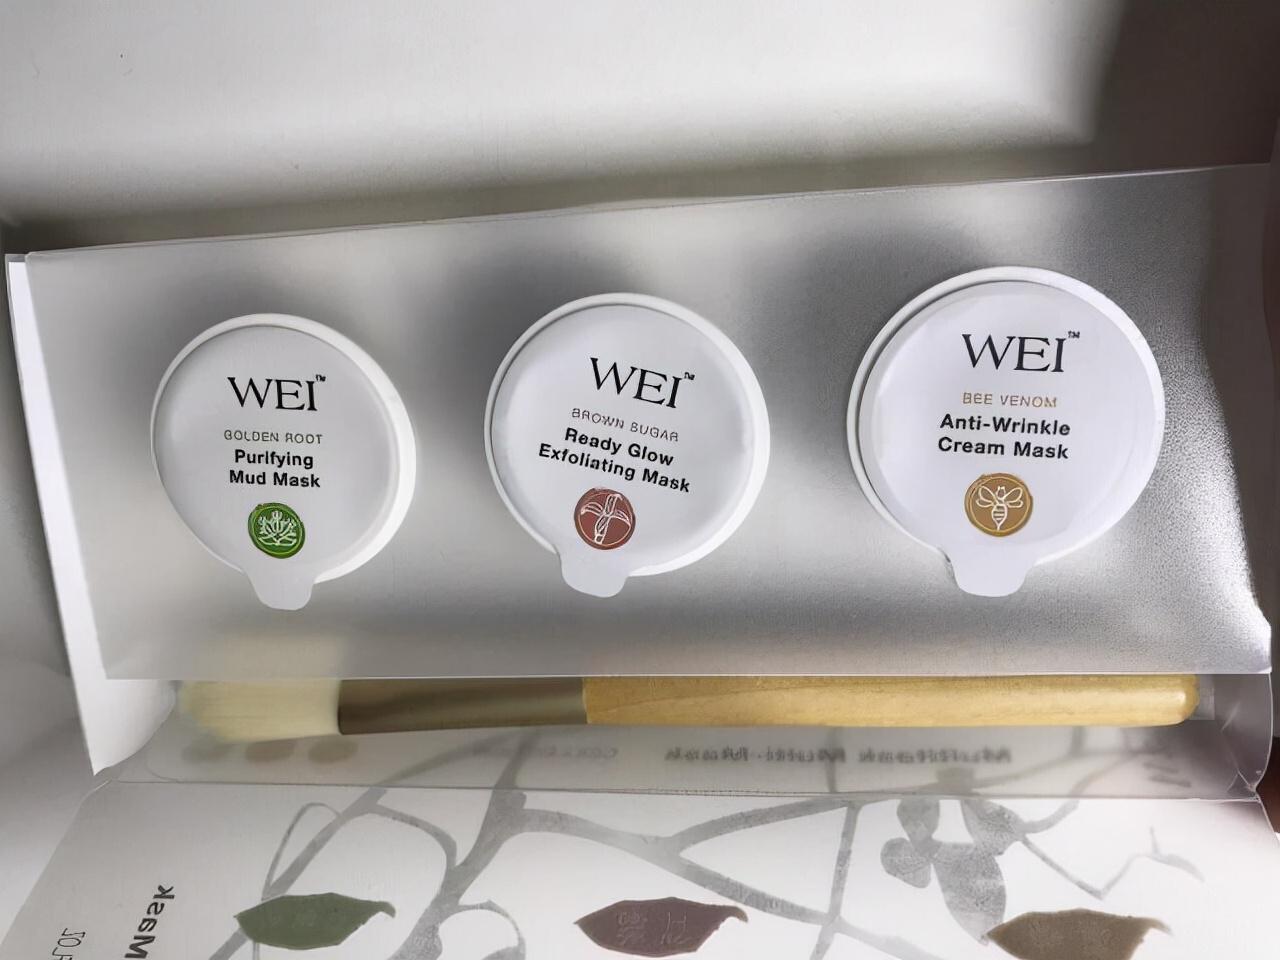 WEI™
GOLDEN ROOT
Purifying
Mud Mask
WEI™
BROWN SUGAR
Ready Glow
Exfoliating Mask
WEI™
BEE VENOM
Anti-Wrinkle
Cream Mask
Mask